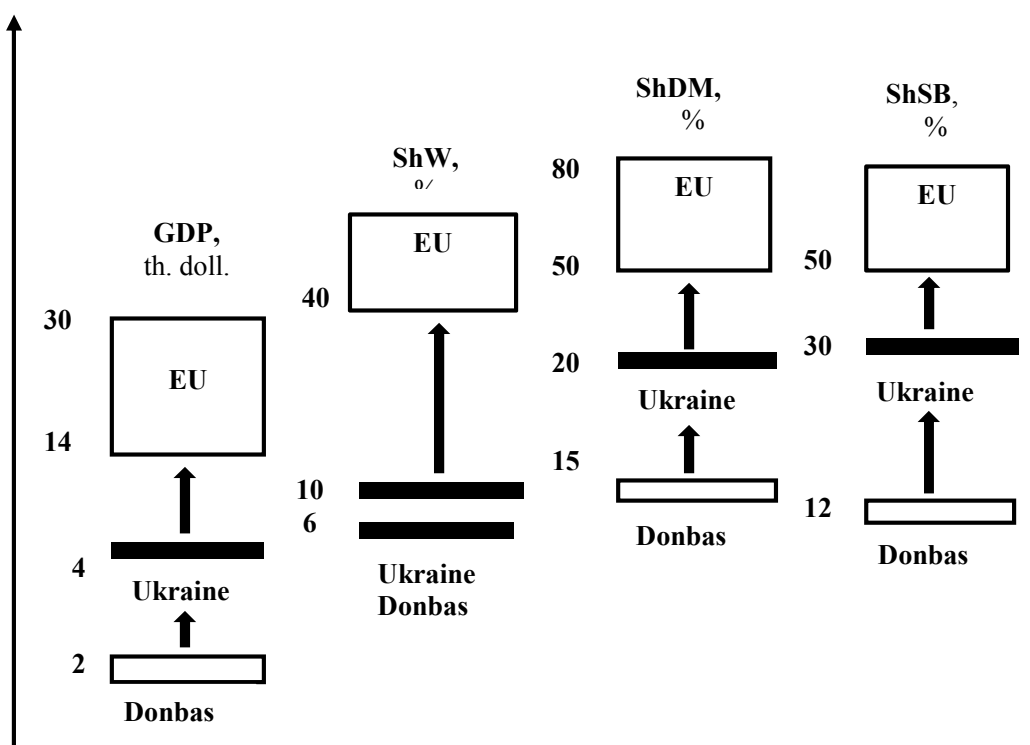 GDP,
th. doll.
30
EU
14
4
Ukraine
2
Donbas
ShW,
EU
40
10
6
Ukraine
Donbas
ShDM,
%
80
EU
50
20
Ukraine
15
Donbas
ShSB,
%
EU
50
30
Ukraine
12
Donbas